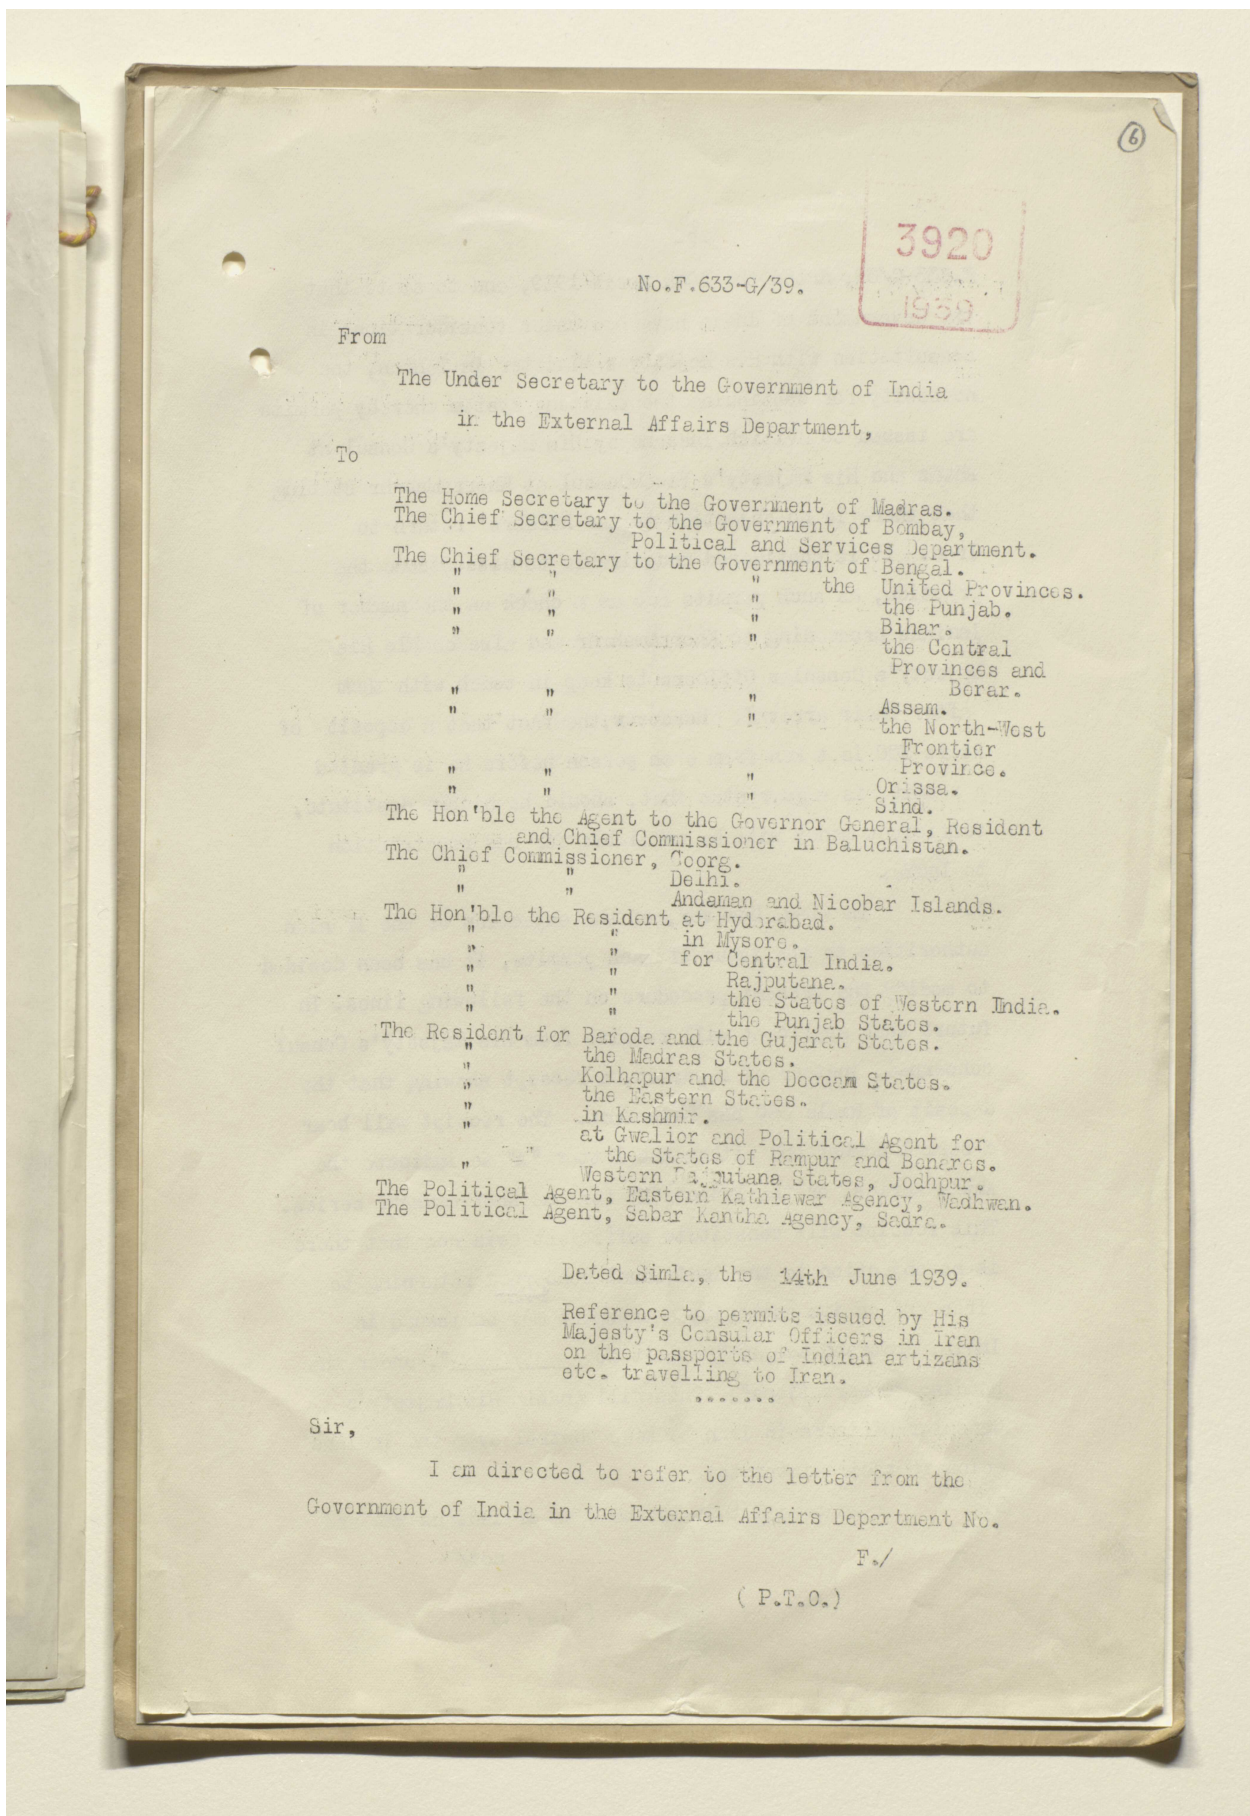 6
3920
1939
No.F.633-G/39.
From
The Under Secretary to the Government of India
in the External Affairs Department,
To
The Home Secretary to the Government of Madras.
The Chief Secretary to the Government of Bombay,
Political and Services Department.
The Chief Secretary to the Government of Bengal.
" " " the United Provinces.
" " " the Punjab.
" " " Bihar.
" " " the Central
Provinces and
Berar.
" " " Assam.
" " " the North-West
Frontier
Province.
" " " Orissa.
" " " Sind.
The Hon'ble the Agent to the Governor General, Resident
and Chief Commissioner in Baluchistan.
The Chief Commissioner, Coorg.
" " Delhi.
" " Andaman and Nicobar Islands.
The Hon'ble the Resident at Hyderabad.
" " in Mysore.
" " for Central India.
" " Rajputana.
" " the States of Western India.
" " the Punjab States.
The Resident for Baroda and the Gujarat States.
" the Madras States.
" Kolhapur and the Deccan States.
" the Eastern States.
" in Kashmir.
" at Gwalior and Political Agent for
-" the States of Rampur and Benares.
" Western Rajputana States, Jodhpur.
The Political Agent, Eastern Kathiawar Agency, Wadhwan.
The Political Agent, Sabar Kantha Agency, Sadra.
Dated Simla, the 14th June 1939.
Reference to permits issued by His
Majesty's Consular Officers in Iran
on the passports of Indian artizans
etc. travelling to Iran.
.......
Sir,
I am directed to refer to the letter from the
Government of India in the External Affairs Department No.
F./
(P.T.O.)